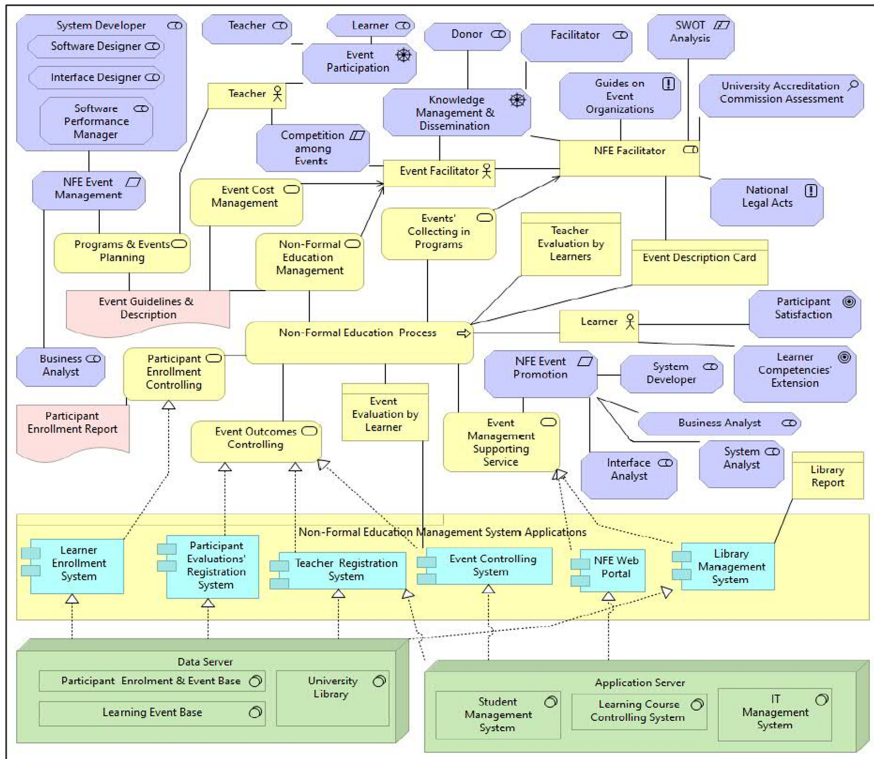 System Developer
Software Designer
Interface Designer
Software
Performance
Manager
Teacher
Learner
Event
Participation
Donor
Facilitator
SWOT
Analysis
Teacher
Competition
among
Events
Knowledge
Management &
Dissemination
Guides on
Event
Organizations
University Accreditation
Commission Assessment
NFE Event
Management
Event Cost
Management
Event Facilitator
NFE Facilitator
National
Legal Acts
Programs & Events
Planning
Non-Formal
Education
Management
Events'
Collecting in
Programs
Teacher
Evaluation by
Learners
Event Description Card
Event Guidelines &
Description
Non-Formal Education Process
Learner
Participant
Satisfaction
Business
Analyst
Participant
Enrollment
Controlling
NFE Event
Promotion
System
Developer
Learner
Competencies'
Extension
Participant
Enrollment Report
Event Outcomes
Controlling
Event
Evaluation by
Learner
Event
Management
Supporting
Service
Business Analyst
Interface
Analyst
System
Analyst
Library
Report
Non-Formal Education Management System Applications
Learner
Enrollment
System
Participant
Evaluations'
Registration
System
Teacher Registration
System
Event Controlling
System
NFE Web
Portal
Library
Management
System
Data Server
Participant Enrolment & Event Base
Learning Event Base
University
Library
Application Server
Student
Management
System
Learning Course
Controlling System
IT
Management
System